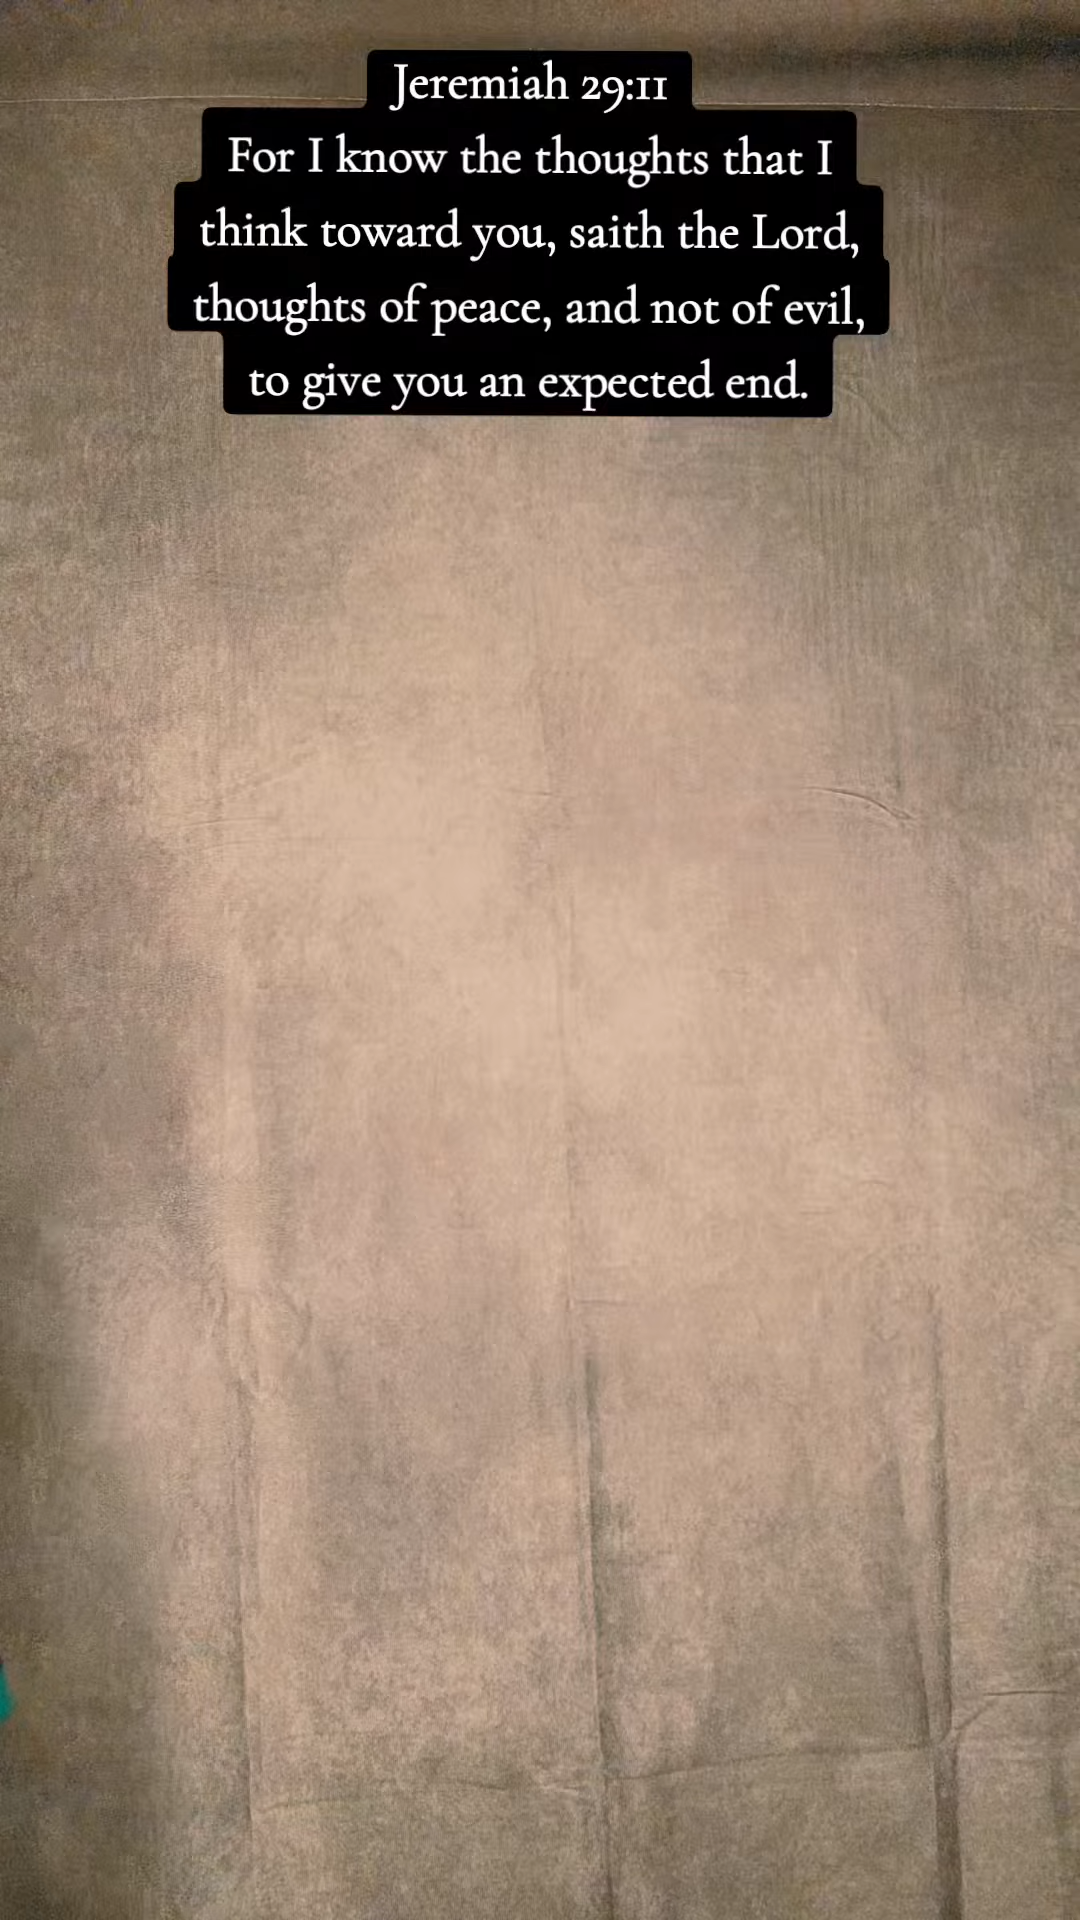 Jeremiah 29:11
For I know the thoughts that I
think toward you, saith the Lord,
thoughts of peace, and not of evil,
to give you an expected end.